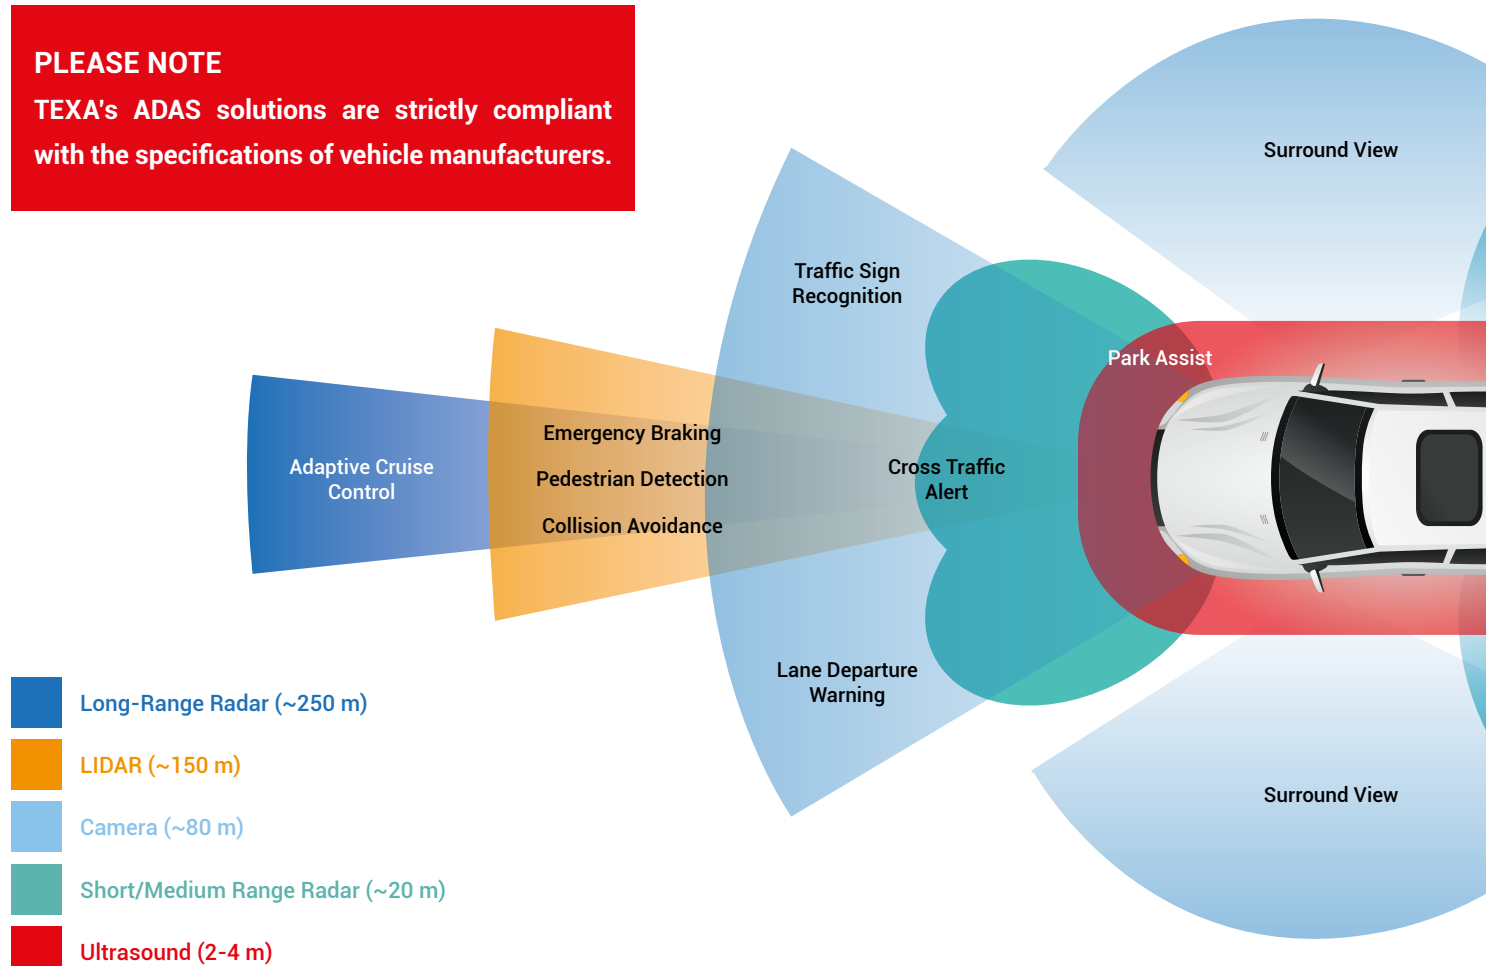 PLEASE NOTE
TEXA's ADAS solutions are strictly compliant
with the specifications of vehicle manufacturers.
Surround View
Traffic Sign
Recognition
Park Assist
Emergency Braking
Adaptive Cruise
Control
Pedestrian Detection
Cross Traffic
Alert
Collision Avoidance
Lane Departure
Warning
Surround View
Long-Range Radar (~250 m)
LIDAR (~150 m)
Camera (~80 m)
Short/Medium Range Radar (~20 m)
Ultrasound (2-4 m)